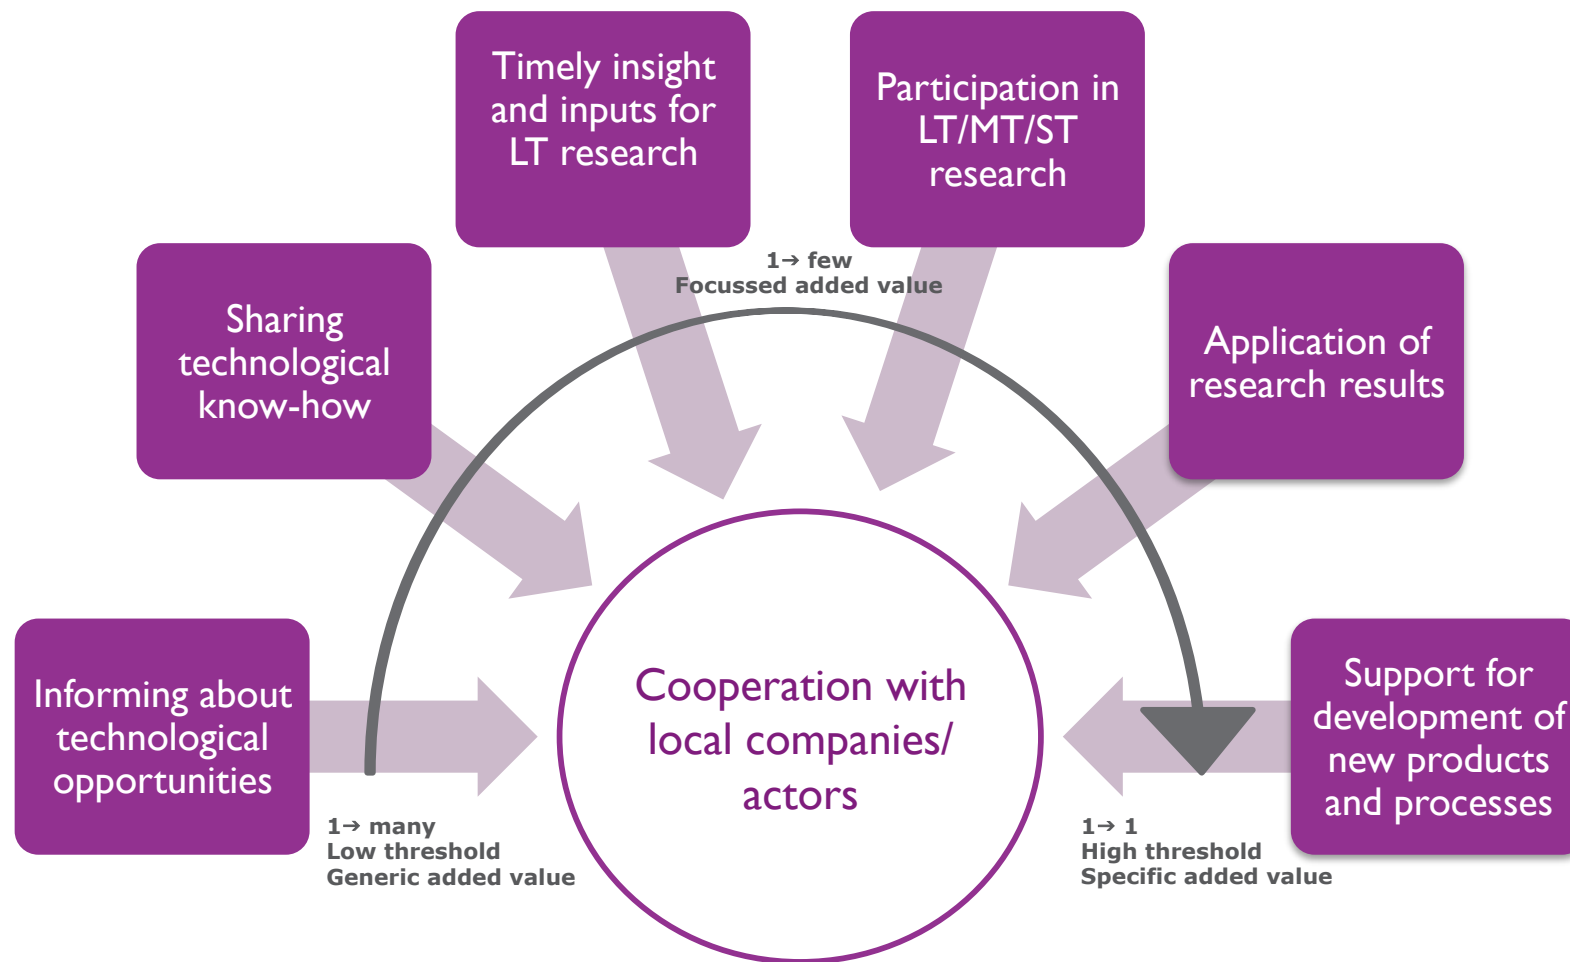 Timely insight
and inputs for
LT research
Participation in
LT/MT/ST
research
1→ few
Focussed added value
Sharing
technological
know-how
Application of
research results
Informing about
technological
opportunities
Cooperation with
local companies/
actors
Support for
development of
new products
and processes
1→ many
Low threshold
Generic added value
1→ 1
High threshold
Specific added value